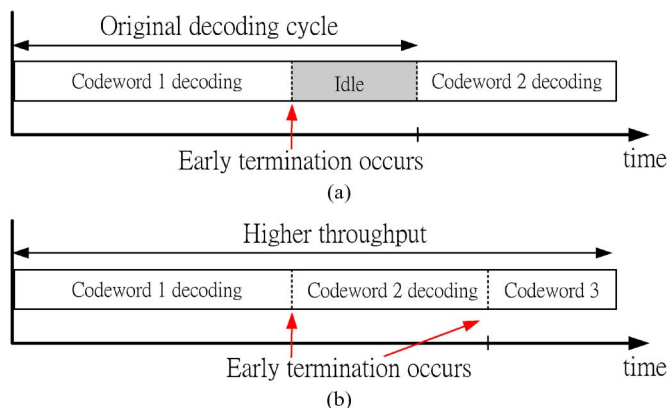 Original decoding cycle
Codeword 1 decoding Idle Codeword 2 decoding
Early termination occurs time
(a)
Higher throughput
Codeword 1 decoding Codeword 2 decoding Codeword 3
Early termination occurs time
(b)